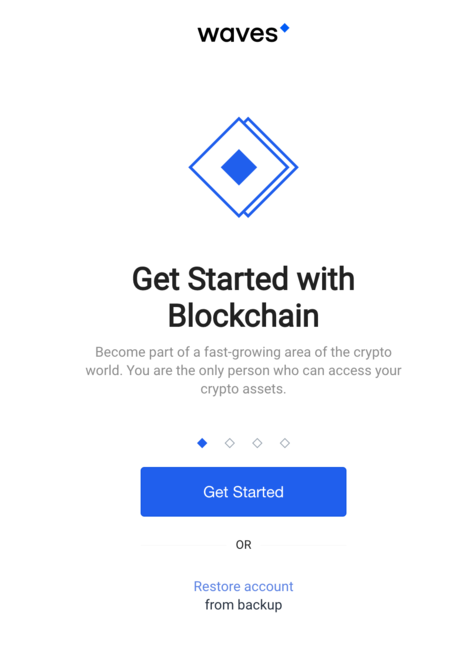 waves
Get Started with
Blockchain
Become part of a fast-growing area of the crypto
world. You are the only person who can access your
crypto assets.
Get Started
OR
Restore account
from backup